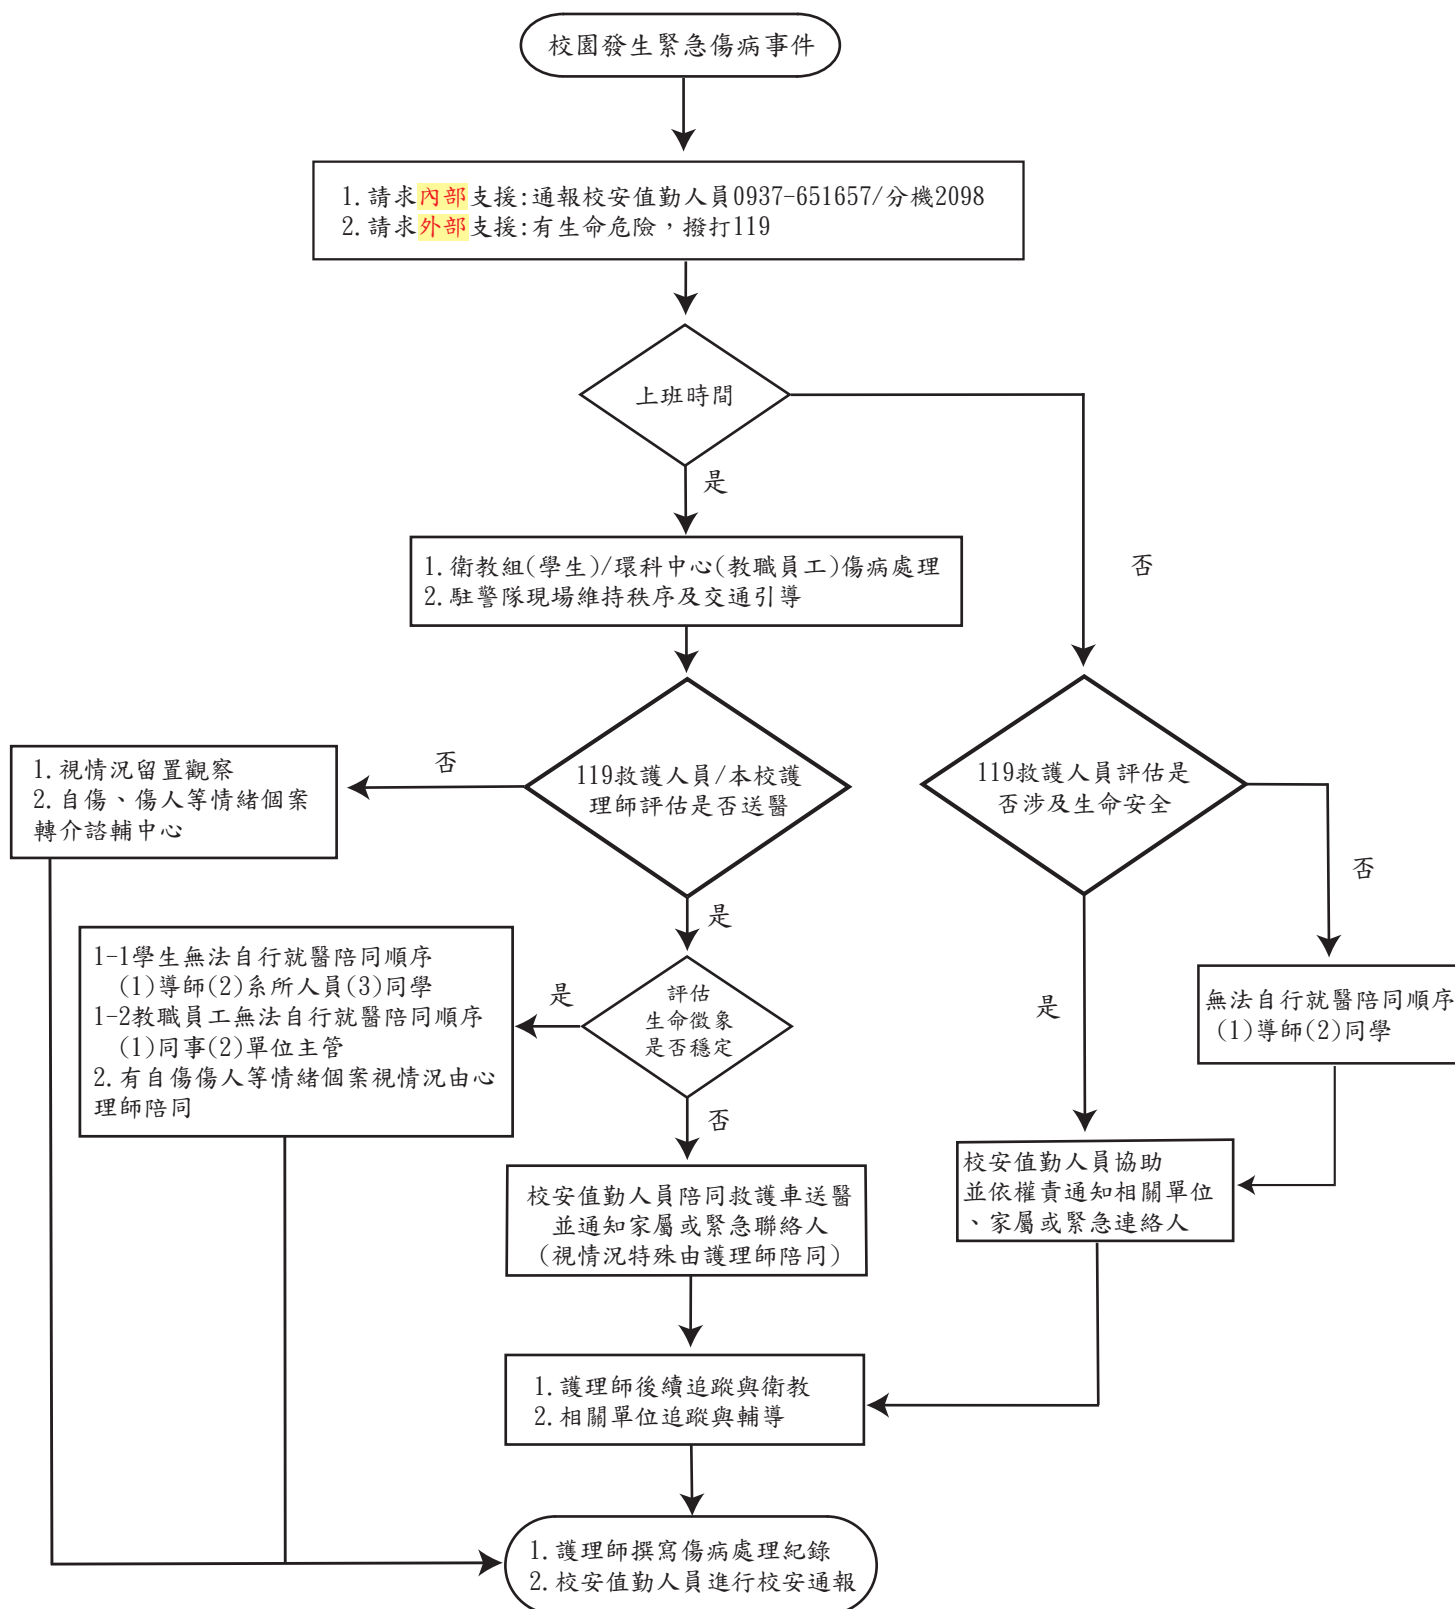 校園發生緊急傷病事件
1.請求內部支援:通報校安值勤人員0937-651657/分機2098
2.請求外部支援:有生命危險，撥打119
上班時間
是
否
1.衛教組(學生)/環科中心(教職員工)傷病處理
2.駐警隊現場維持秩序及交通引導
119救護人員/本校護
理師評估是否送醫
否
1.視情況留置觀察
2.自傷、傷人等情緒個案
轉介諮輔中心
119救護人員評估是
否涉及生命安全
否
是
是
1-1學生無法自行就醫陪同順序
(1)導師(2)系所人員(3)同學
1-2教職員工無法自行就醫陪同順序
(1)同事(2)單位主管
2.有自傷傷人等情緒個案視情況由心
理師陪同
是
評估
生命徵象
是否穩定
無法自行就醫陪同順序
(1)導師(2)同學
否
校安值勤人員陪同救護車送醫
並通知家屬或緊急聯絡人
(視情況特殊由護理師陪同)
校安值勤人員協助
並依權責通知相關單位
、家屬或緊急連絡人
1.護理師後續追蹤與衛教
2.相關單位追蹤與輔導
1.護理師撰寫傷病處理紀錄
2.校安值勤人員進行校安通報